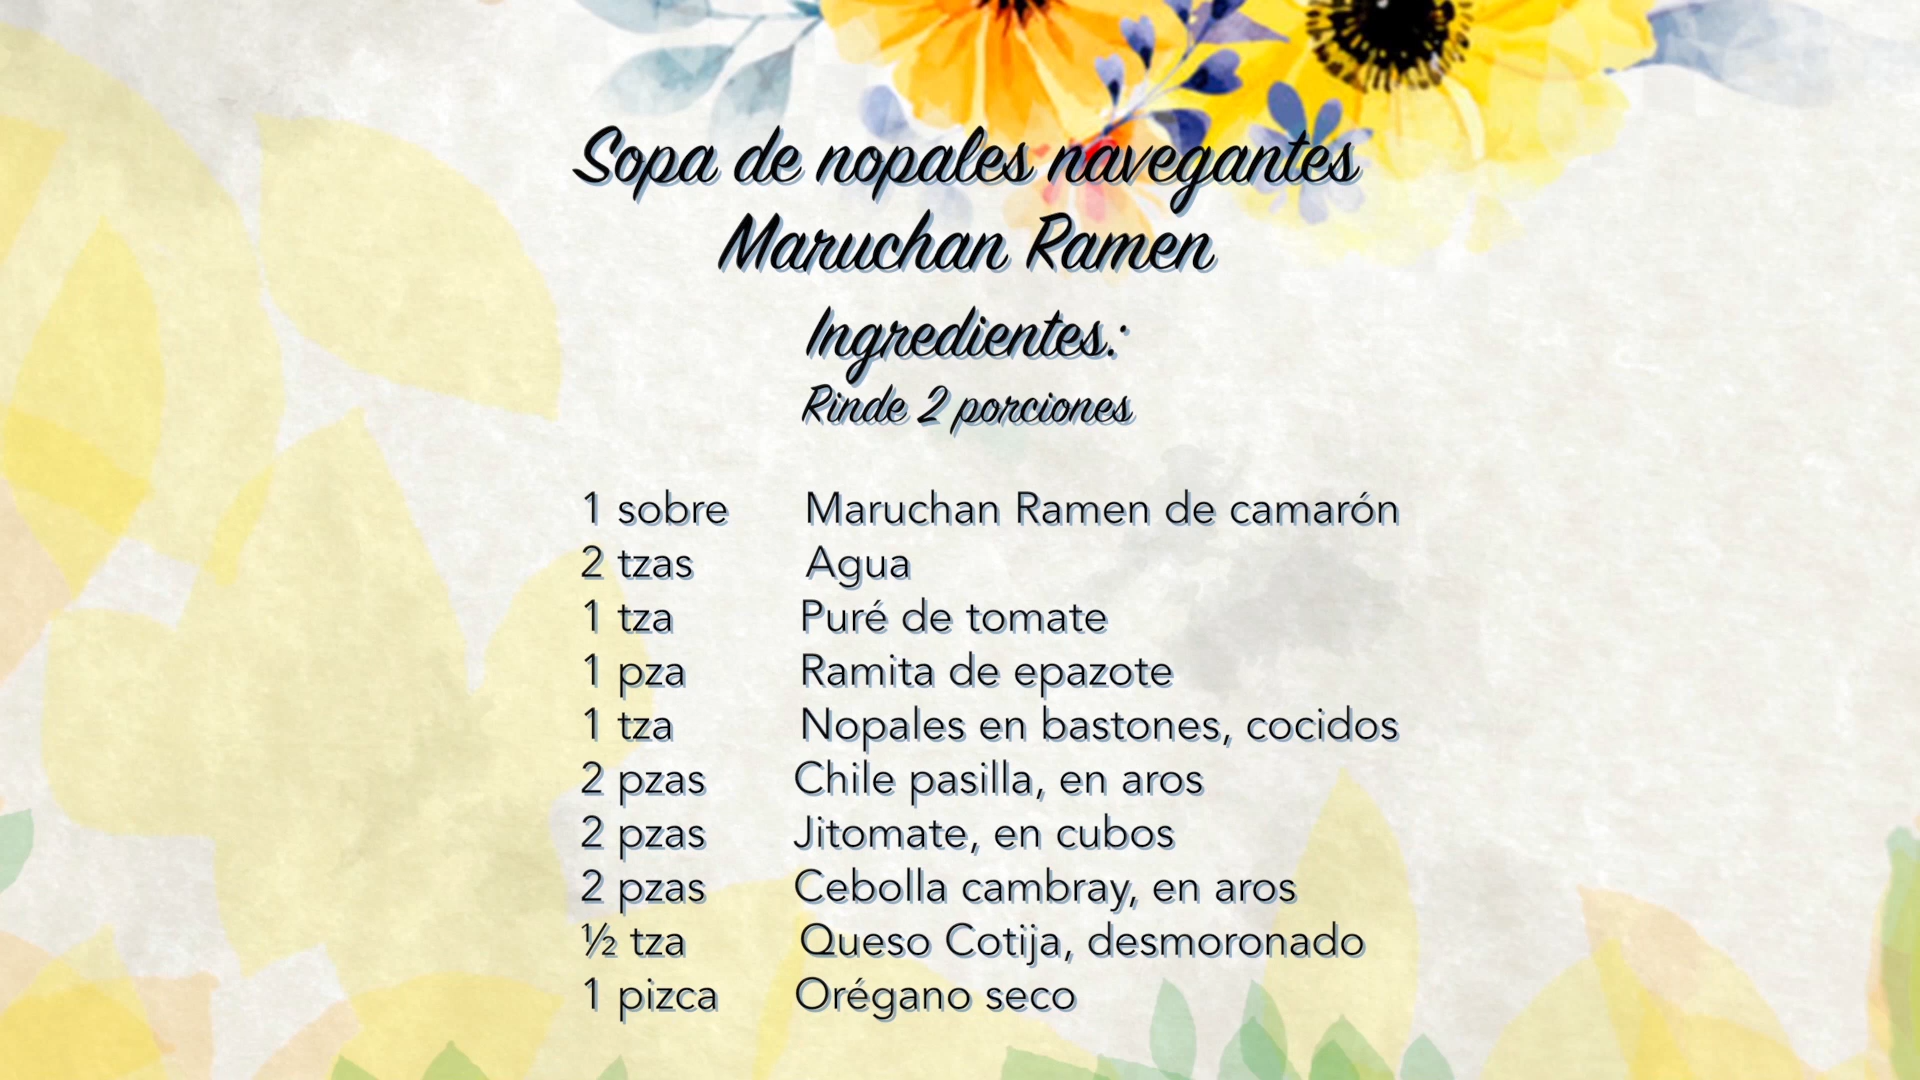 Sopa de nopales navegantes
Maruchan Ramen
Ingredientes:
Rinde 2 porciones
1 sobre Maruchan Ramen de camarón
2 tzas Agua
1 tza Puré de tomate
1 pza Ramita de epazote
1 tza Nopales en bastones, cocidos
2 pzas Chile pasilla, en aros
2 pzas Jitomate, en cubos
2 pzas Cebolla cambray, en aros
½ tza Queso Cotija, desmoronado
1 pizca Orégano seco